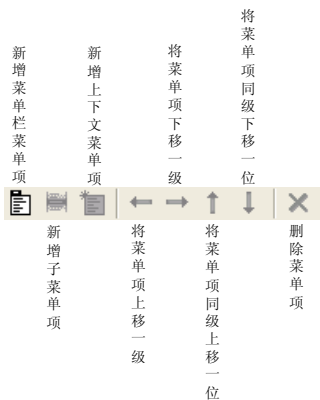 新增菜单栏菜单项
新增上下文菜单项
将菜单项下移一级
将菜单项同级下移一位
新增子菜单项
将菜单项上移一级
将菜单项同级上移一位
删除菜单项